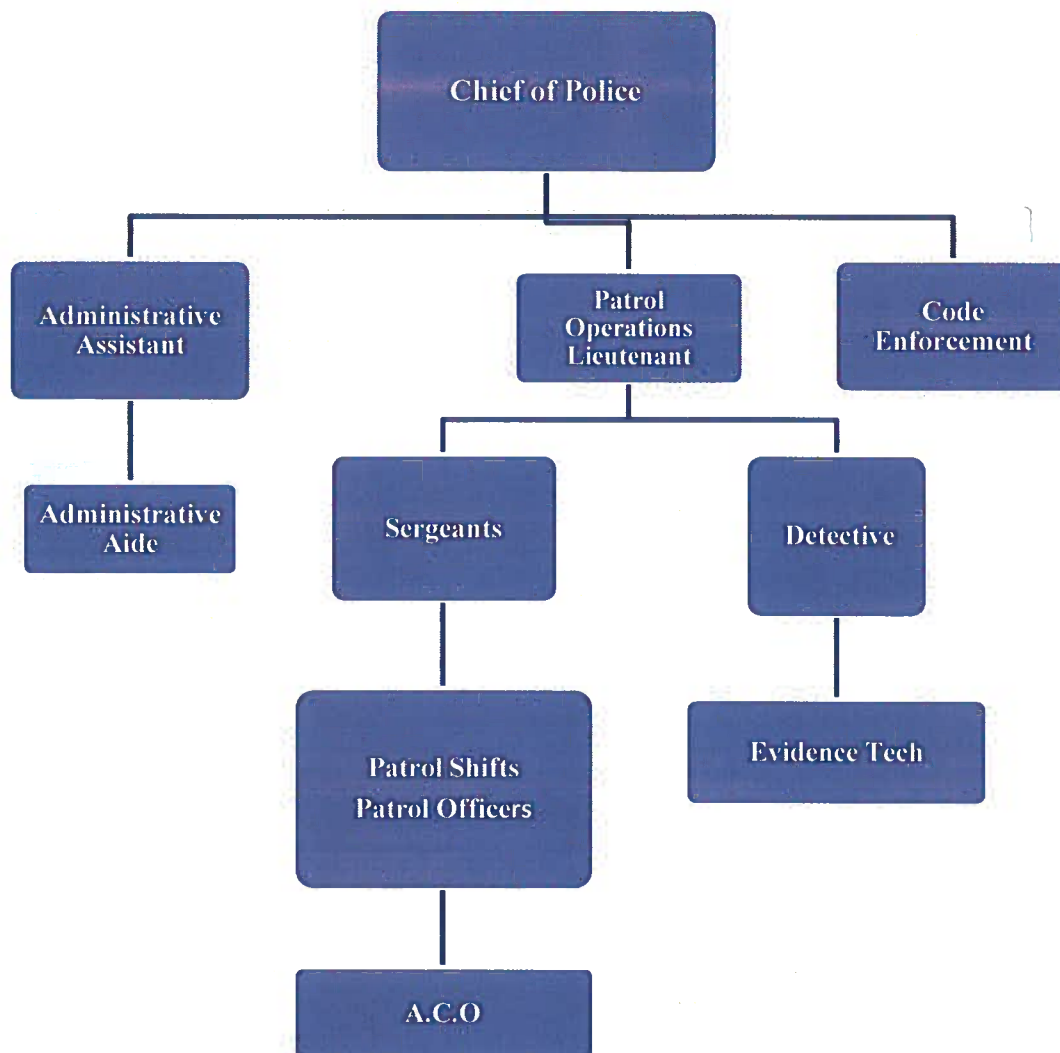 Chief of Police
Administrative
Assistant
Patrol
Operations
Lieutenant
Code
Enforcement
Administrative
Aide
Sergeants
Detective
Patrol Shifts
Patrol Officers
Evidence Tech
A.C.O